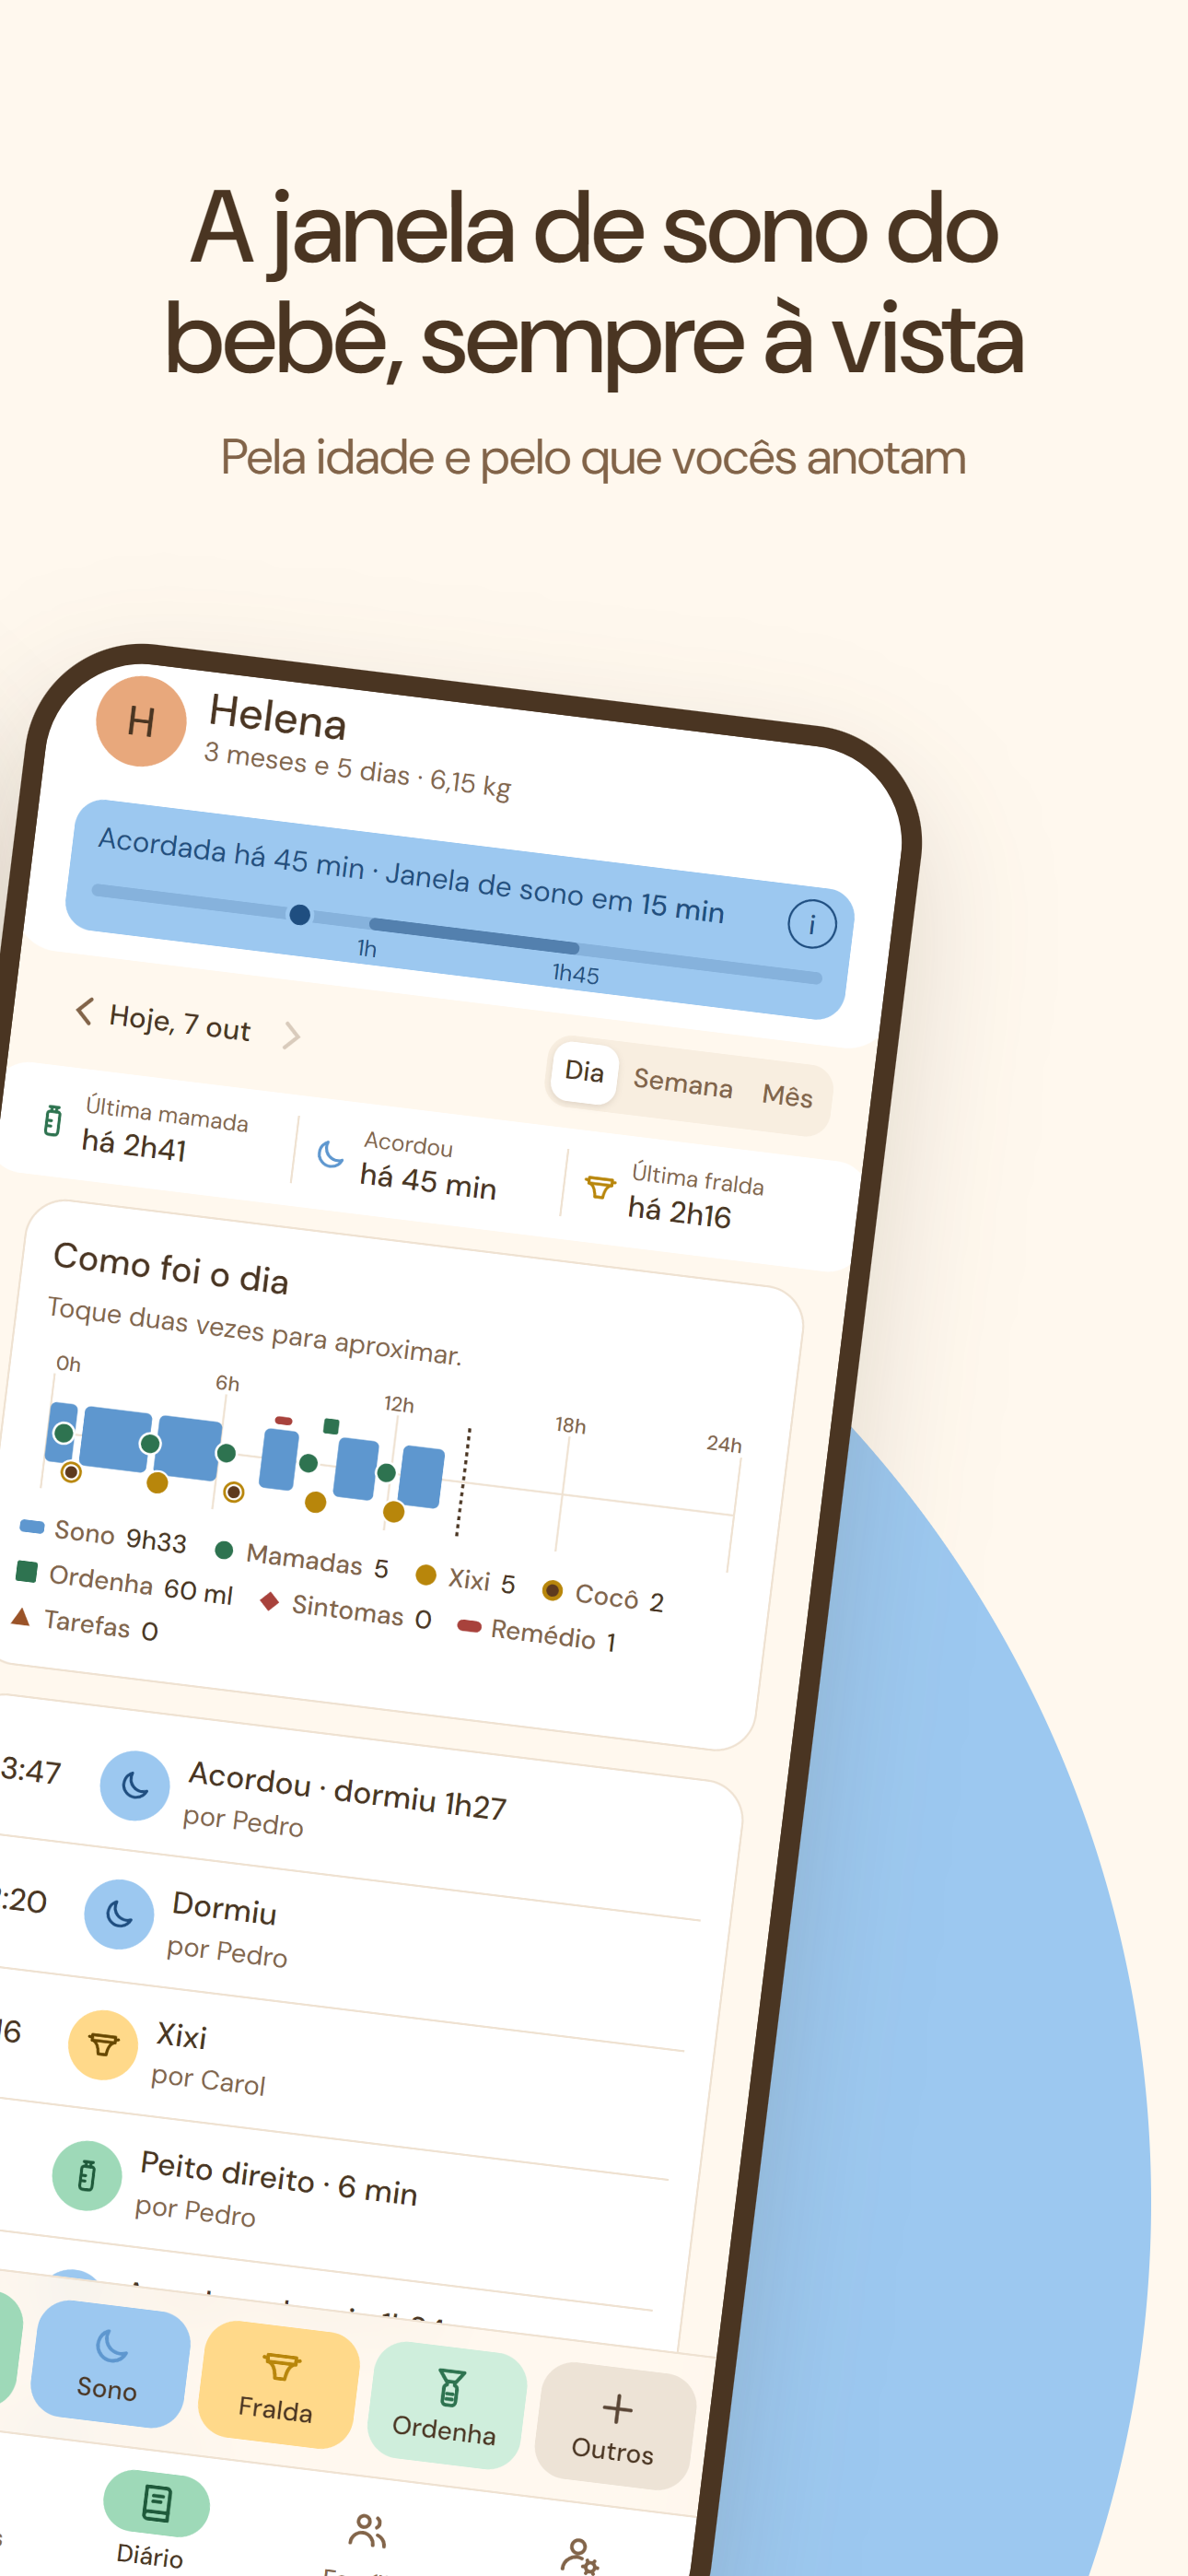 A janela de sono do
bebê, sempre à vista
Pela idade e pelo que vocês anotam
H
Helena
3 meses e 5 dias · 6,15 kg
Acordada há 45 min · Janela de sono em 15 min
i
1h
1h45
Hoje, 7 out
Dia Semana Mês
Última mamada
há 2h41
Acordou
há 45 min
Última fralda
há 2h16
Como foi o dia
Toque duas vezes para aproximar.
0h 6h 12h 18h 24h
Sono 9h33 Mamadas 5 Xixi 5 Cocô 2
Ordenha 60 ml Sintomas 0 Remédio 1
Tarefas 0
3:47 Acordou · dormiu 1h27
por Pedro
:20 Dormiu
por Pedro
16 Xixi
por Carol
Peito direito · 6 min
por Pedro
Sono
Fralda
Ordenha
Outros
Diário